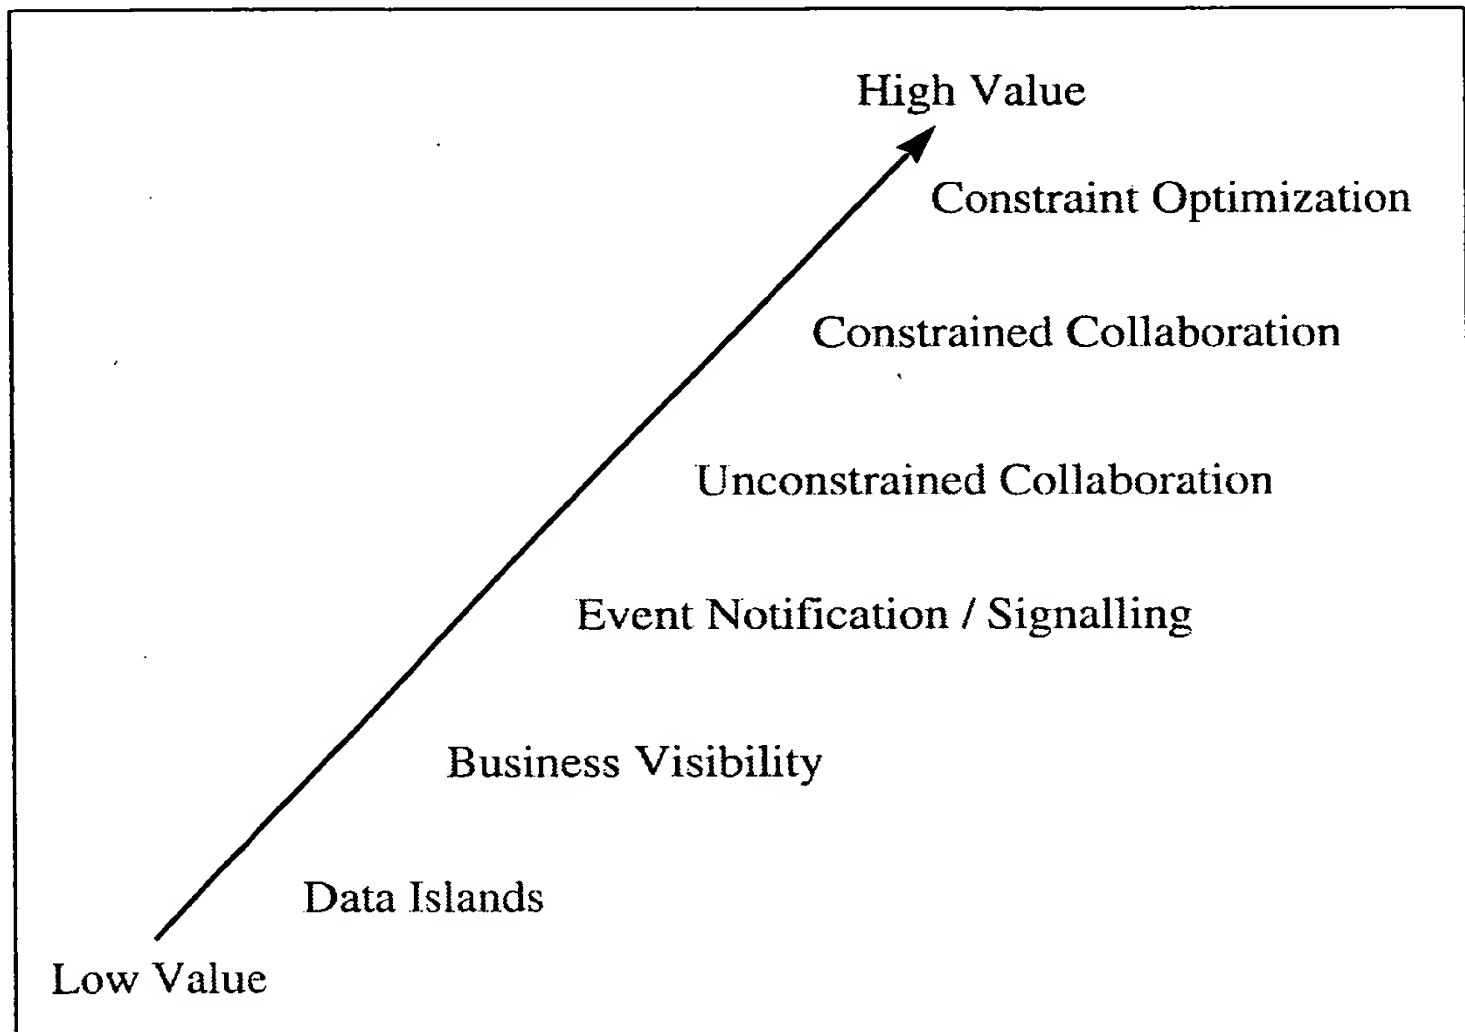 High Value
Constraint Optimization
Constrained Collaboration
Unconstrained Collaboration
Event Notification / Signalling
Business Visibility
Data Islands
Low Value